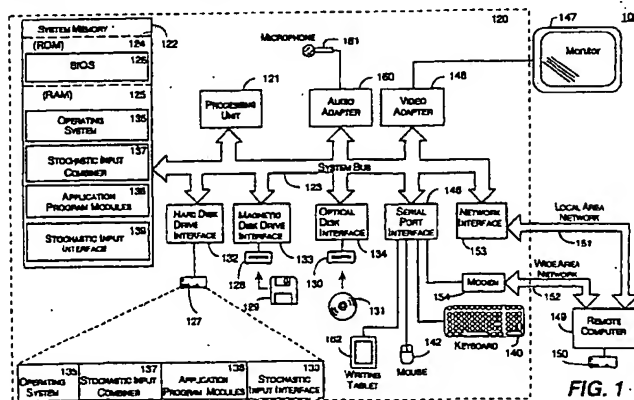 120
147
10
SYSTEM MEMORY
122
(ROM) 124
BIOS 126
(RAM) 125
OPERATING SYSTEM 135
STOCHASTIC INPUT COMBINER 137
APPLICATION PROGRAM MODULES 138
STOCHASTIC INPUT INTERFACE 139
MICROPHONE
161
121
PROCESSING UNIT
160
AUDIO ADAPTER
148
VIDEO ADAPTER
Monitor
SYSTEM BUS
123
HARD DISK DRIVE INTERFACE
132
MAGNETIC DISK DRIVE INTERFACE
133
OPTICAL DISK INTERFACE
134
SERIAL PORT INTERFACE
146
NETWORK INTERFACE
153
LOCAL AREA NETWORK
151
WIDE AREA NETWORK
152
MODEM
154
127
128
129
130
131
162
WRITING TABLET
142
MOUSE
KEYBOARD
140
149
REMOTE COMPUTER
150
OPERATING SYSTEM 135
STOCHASTIC INPUT COMBINER 137
APPLICATION PROGRAM MODULES 138
STOCHASTIC INPUT INTERFACE
FIG. 1